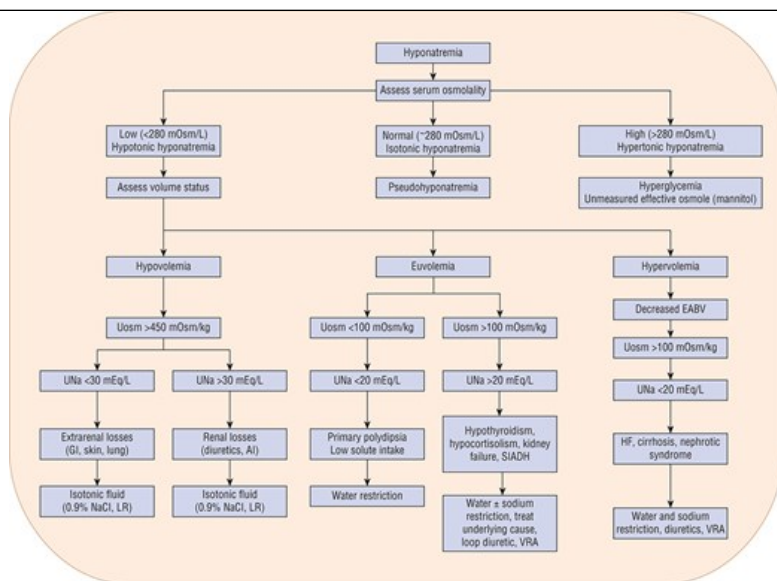 Hyponatremia
Assess serum osmolality
Low (<280 mOsm/L)
Hypotonic hyponatremia
Normal (~280 mOsm/L)
Isotonic hyponatremia
High (>280 mOsm/L)
Hypertonic hyponatremia
Assess volume status
Pseudohyponatremia
Hyperglycemia
Unmeasured effective osmole (mannitol)
Hypovolemia
Euvolemia
Hypervolemia
Decreased EABV
Uosm >450 mOsm/kg
Uosm <100 mOsm/kg
Uosm >100 mOsm/kg
Uosm >100 mOsm/kg
UNa <30 mEq/L
UNa >30 mEq/L
UNa <20 mEq/L
UNa >20 mEq/L
UNa <20 mEq/L
Extrarenal losses
(GI, skin, lung)
Renal losses
(diuretics, AI)
Primary polydipsia
Low solute intake
Hypothyroidism,
hypocortisolism, kidney
failure, SIADH
HF, cirrhosis, nephrotic
syndrome
Isotonic fluid
(0.9% NaCl, LR)
Isotonic fluid
(0.9% NaCl, LR)
Water restriction
Water ± sodium
restriction, treat
underlying cause,
loop diuretic, VRA
Water and sodium
restriction, diuretics, VRA